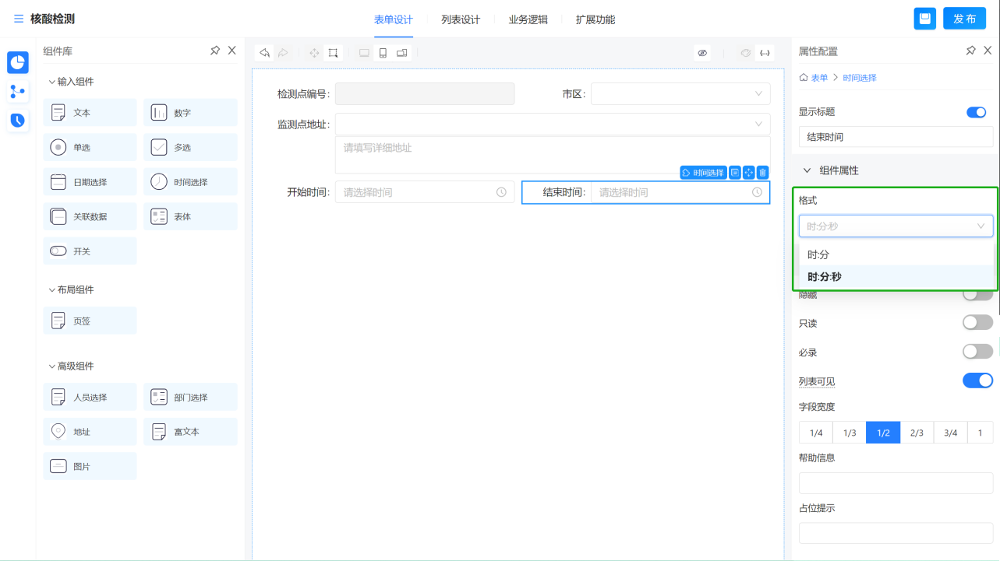 核酸检测
表单设计
列表设计
业务逻辑
扩展功能
发 布
组件库
输入组件
文本
数字
单选
多选
日期选择
时间选择
关联数据
表体
开关
布局组件
页签
高级组件
人员选择
部门选择
地址
富文本
图片
检测点编号:
市区:
监测点地址:
请填写详细地址
时间选择
开始时间:
请选择时间
结束时间:
请选择时间
属性配置
表单 > 时间选择
显示标题
结束时间
组件属性
格式
时:分:秒
时:分
时:分:秒
隐藏
只读
必录
列表可见
字段宽度
1/4 1/3 1/2 2/3 3/4 1
帮助信息
占位提示